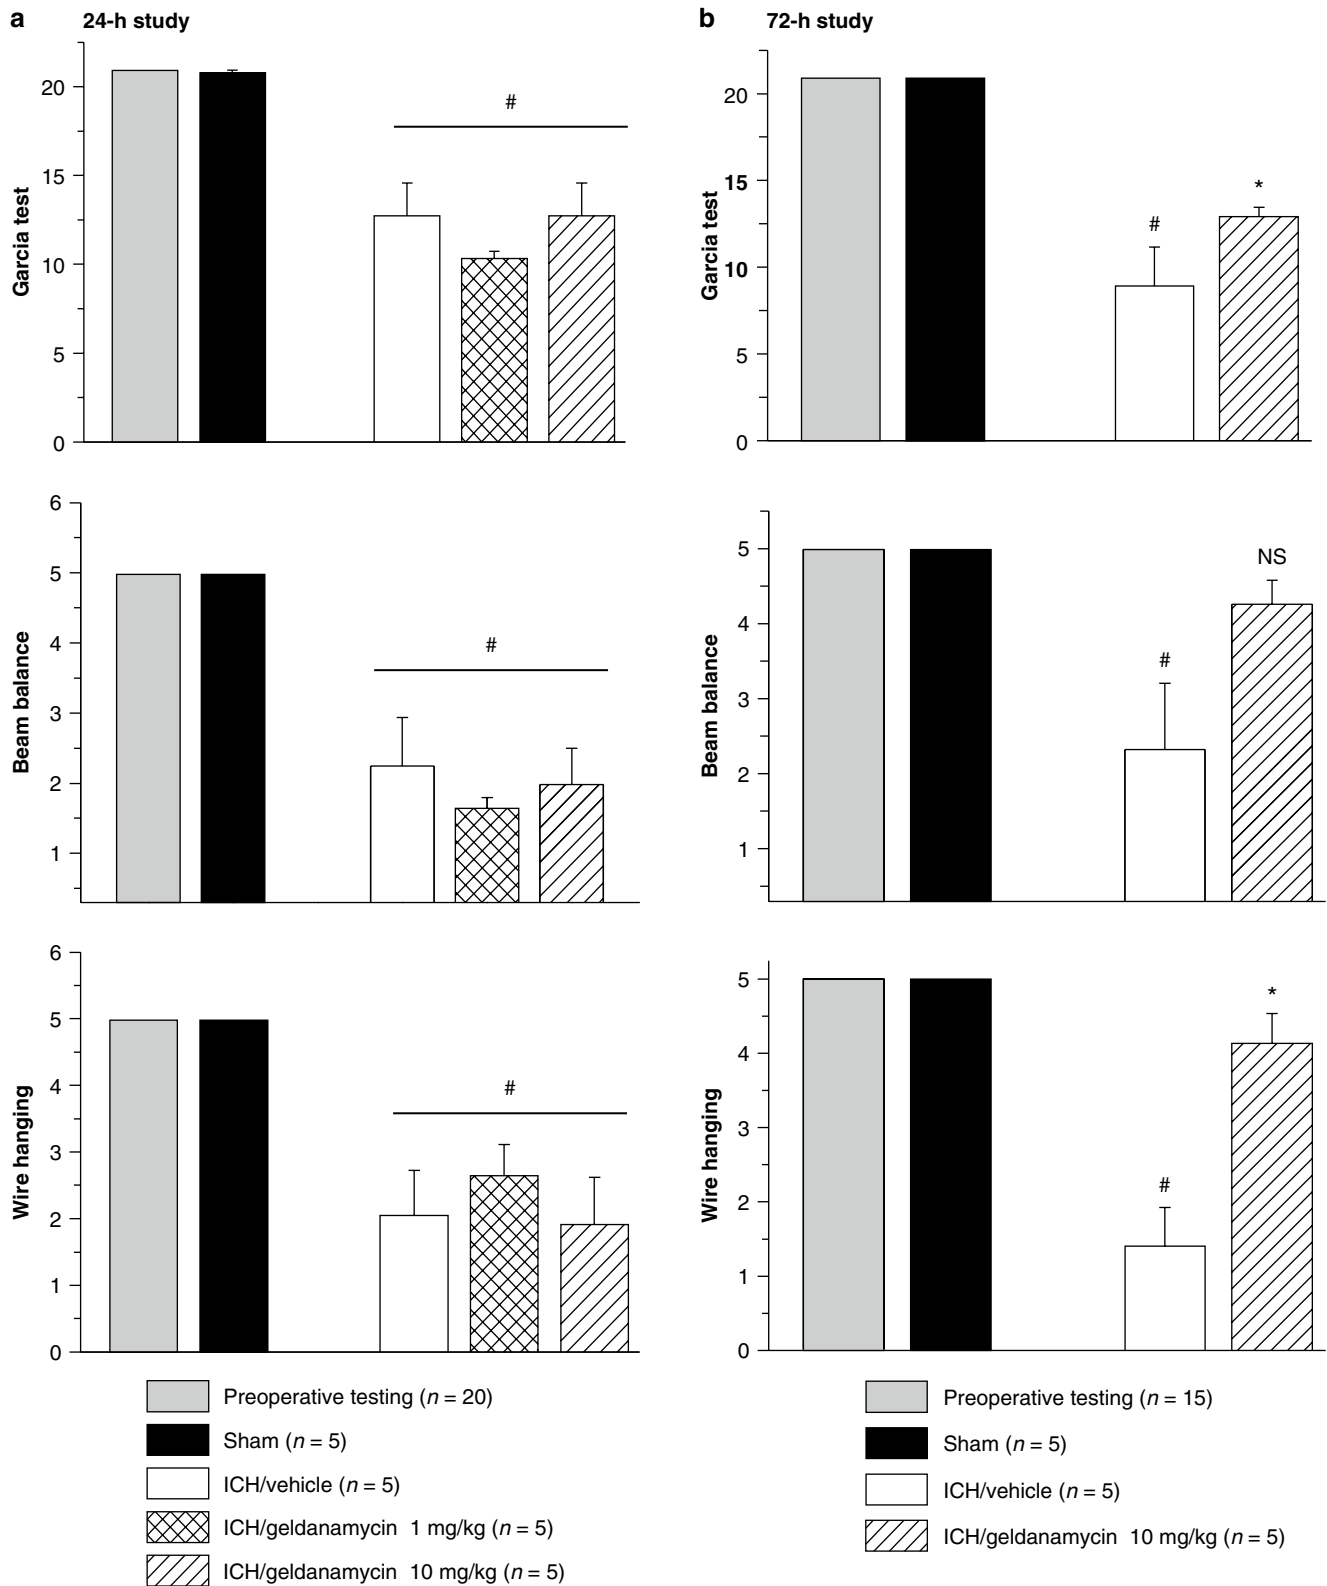 a 24-h study
20
15
10
5
0
Garcia test
#
6
5
4
3
2
1
Beam balance
#
6
5
4
3
2
1
0
Wire hanging
#
Preoperative testing (n = 20)
Sham (n = 5)
ICH/vehicle (n = 5)
ICH/geldanamycin 1 mg/kg (n = 5)
ICH/geldanamycin 10 mg/kg (n = 5)
b 72-h study
20
15
10
5
0
Garcia test
#
*
5
4
3
2
1
Beam balance
#
NS
5
4
3
2
1
0
Wire hanging
#
*
Preoperative testing (n = 15)
Sham (n = 5)
ICH/vehicle (n = 5)
ICH/geldanamycin 10 mg/kg (n = 5)